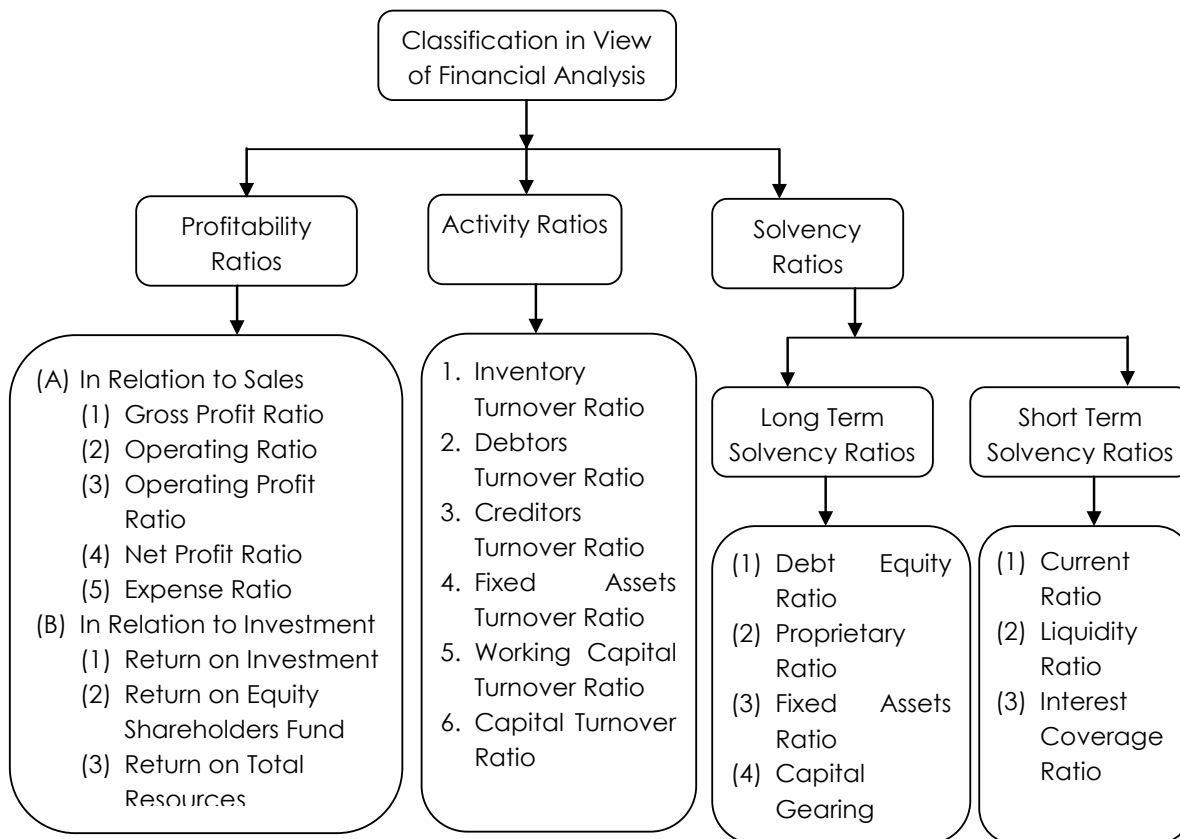 Classification in View
of Financial Analysis
Profitability
Ratios
Activity Ratios
Solvency
Ratios
(A) In Relation to Sales
(1) Gross Profit Ratio
(2) Operating Ratio
(3) Operating Profit
Ratio
(4) Net Profit Ratio
(5) Expense Ratio
(B) In Relation to Investment
(1) Return on Investment
(2) Return on Equity
Shareholders Fund
(3) Return on Total
Resources
1. Inventory
Turnover Ratio
2. Debtors
Turnover Ratio
3. Creditors
Turnover Ratio
4. Fixed Assets
Turnover Ratio
5. Working Capital
Turnover Ratio
6. Capital Turnover
Ratio
Long Term
Solvency Ratios
Short Term
Solvency Ratios
(1) Debt Equity
Ratio
(2) Proprietary
Ratio
(3) Fixed Assets
Ratio
(4) Capital
Gearing
(1) Current
Ratio
(2) Liquidity
Ratio
(3) Interest
Coverage
Ratio